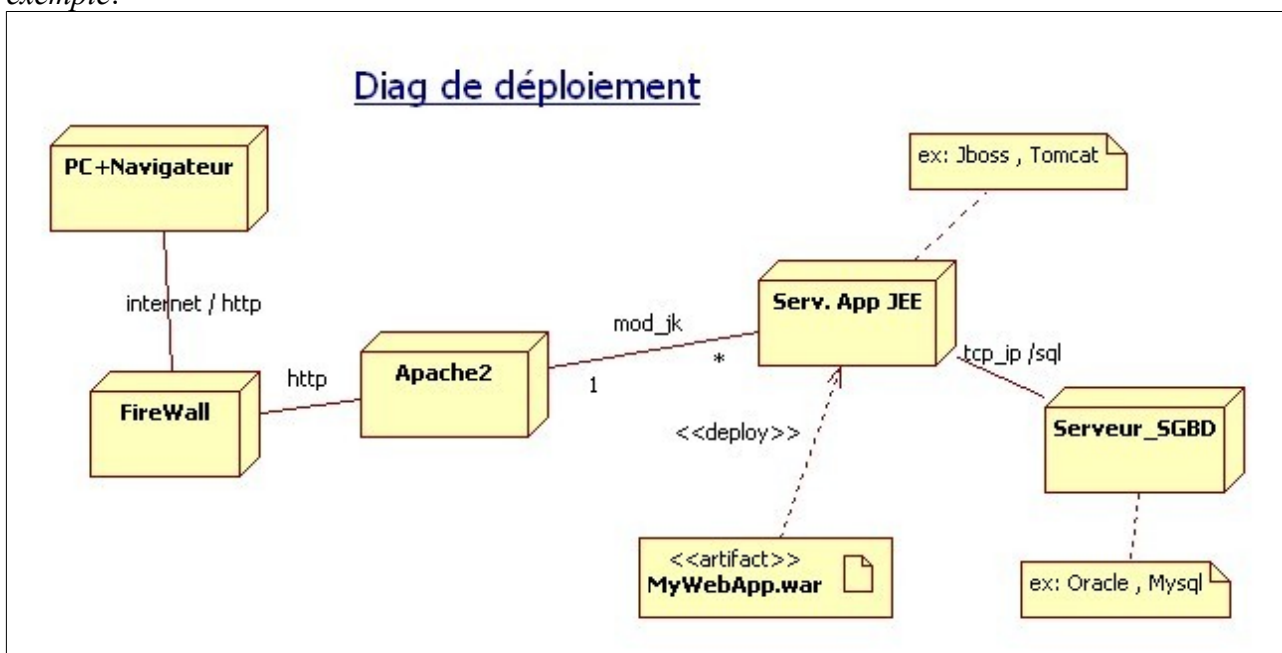 exemple:
Diag de déploiement
PC+Navigateur
ex: Jboss , Tomcat
internet / http
Serv. App JEE
mod_jk
*
tcp_ip /sql
http
Apache2
1
FireWall
<<deploy>>
Serveur_SGBD
<<artifact>>
MyWebApp.war
ex: Oracle , Mysql